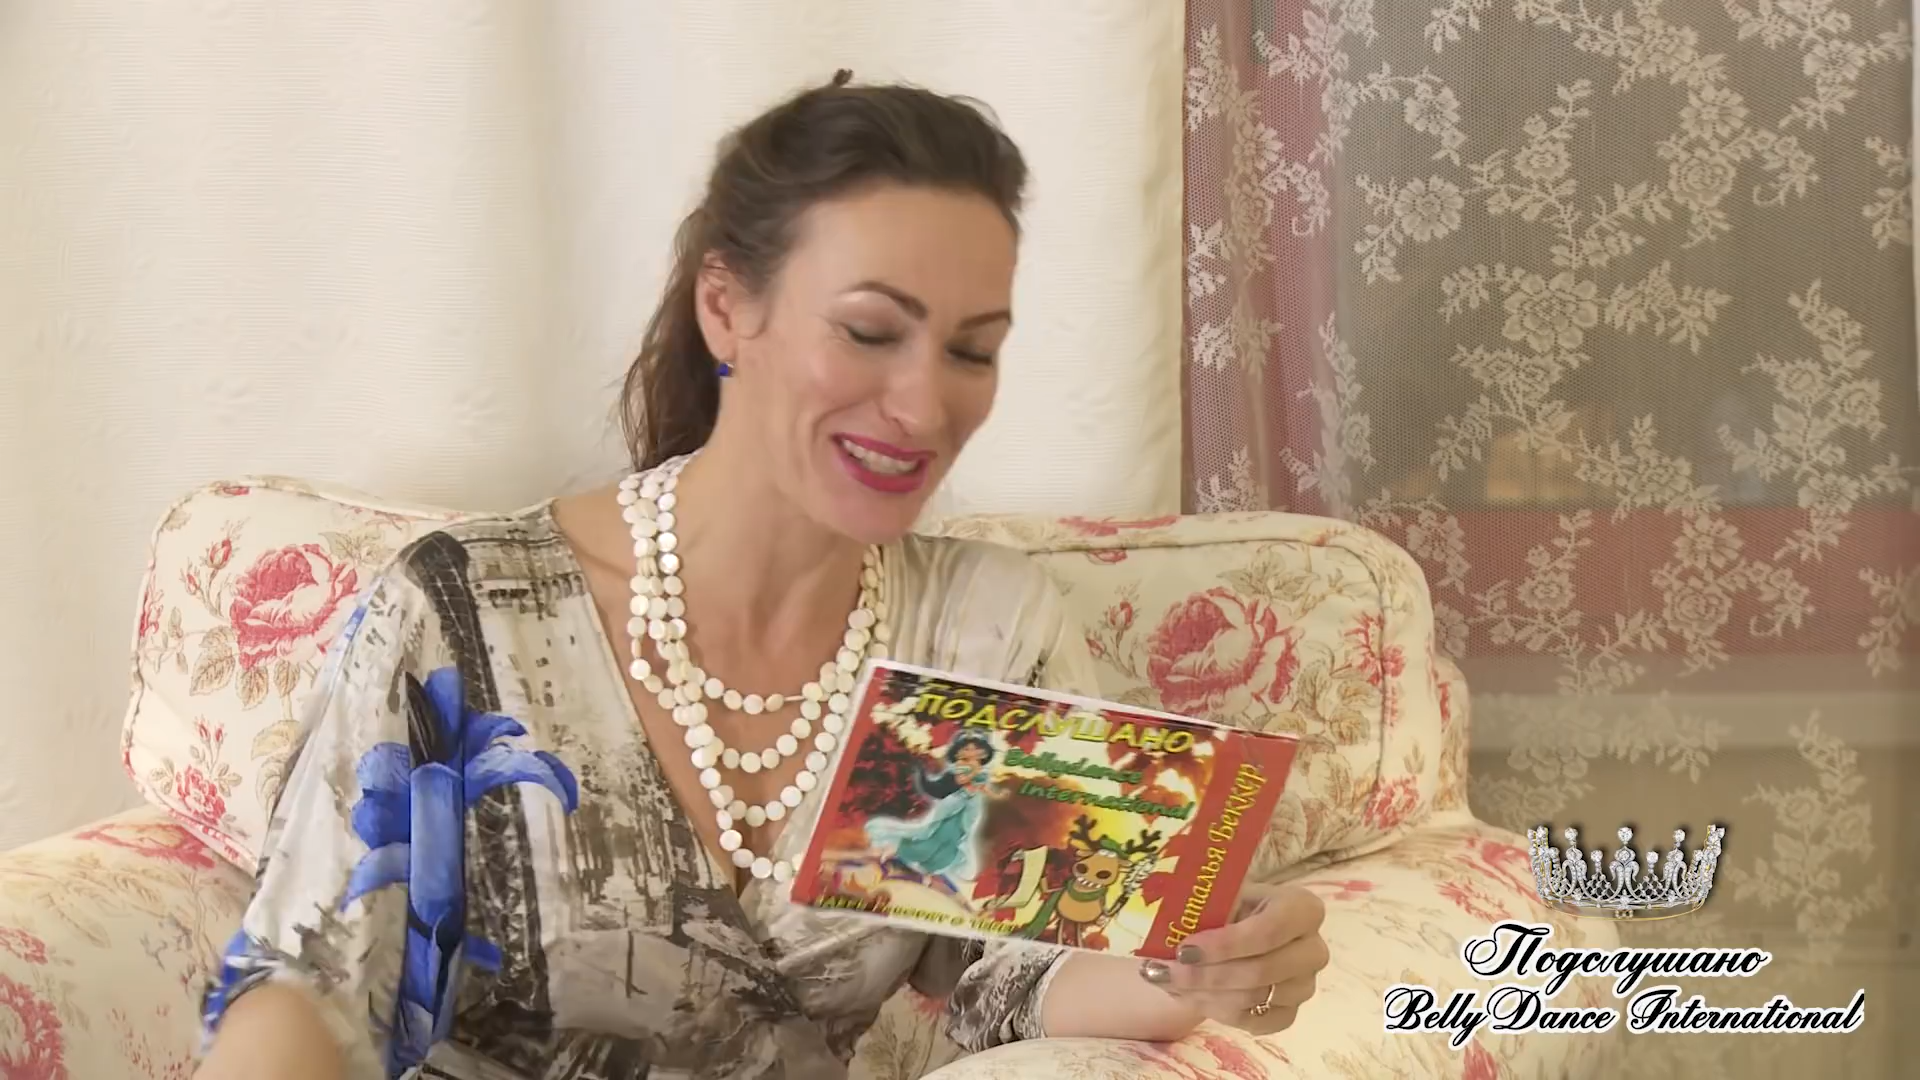 ПОДСЛУШАНО
Bellydance
International
Наталья Беккер
Подслушано
BellyDance International